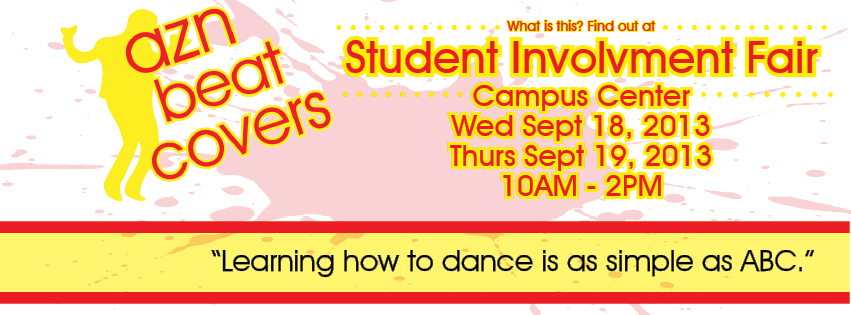 azn
beat
covers
What is this? Find out at
Student Involvment Fair
Campus Center
Wed Sept 18, 2013
Thurs Sept 19, 2013
10AM - 2PM
“Learning how to dance is as simple as ABC.”